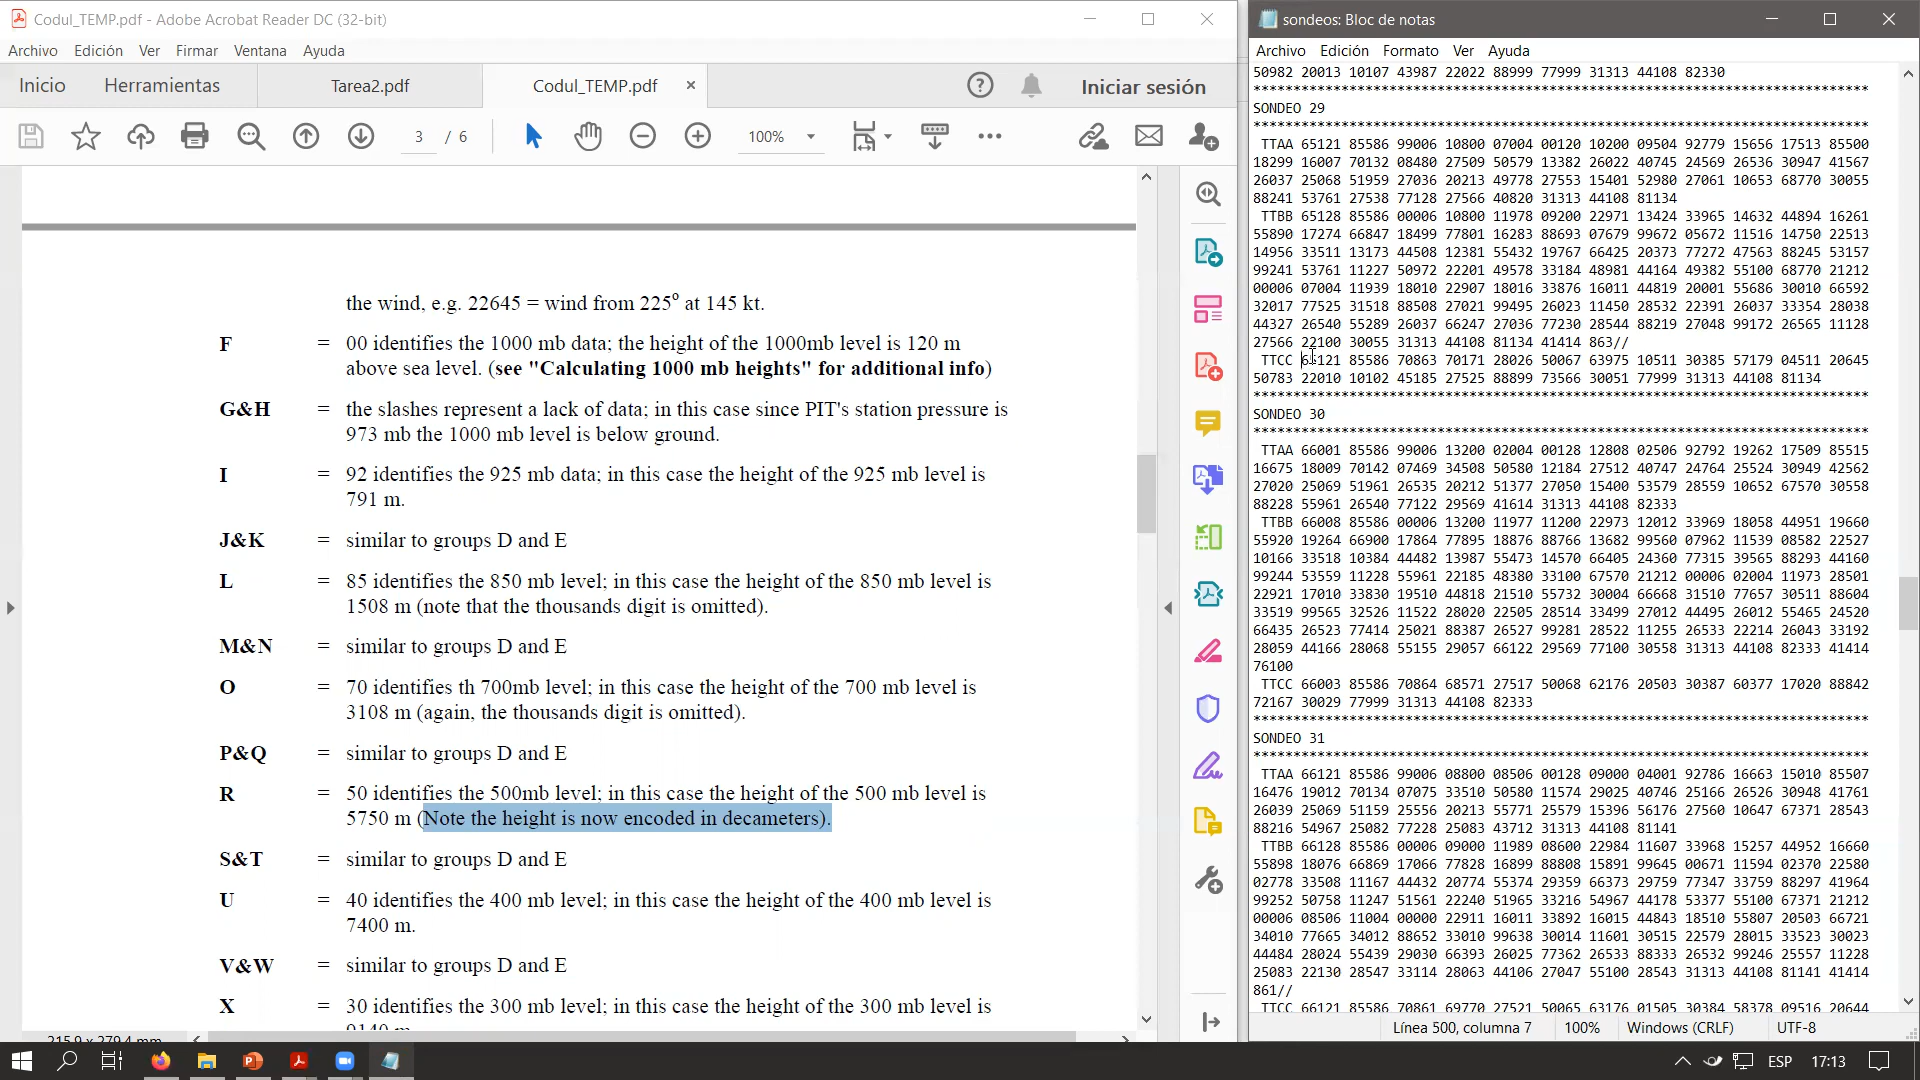 Codul_TEMP.pdf - Adobe Acrobat Reader DC (32-bit)
Archivo Edición Ver Firmar Ventana Ayuda
Inicio Herramientas Tarea2.pdf Codul_TEMP.pdf × Iniciar sesión
3 / 6 100%
the wind, e.g. 22645 = wind from 225º at 145 kt.
F = 00 identifies the 1000 mb data; the height of the 1000mb level is 120 m
above sea level. (see "Calculating 1000 mb heights" for additional info)
G&H = the slashes represent a lack of data; in this case since PIT's station pressure is
973 mb the 1000 mb level is below ground.
I = 92 identifies the 925 mb data; in this case the height of the 925 mb level is
791 m.
J&K = similar to groups D and E
L = 85 identifies the 850 mb level; in this case the height of the 850 mb level is
1508 m (note that the thousands digit is omitted).
M&N = similar to groups D and E
O = 70 identifies th 700mb level; in this case the height of the 700 mb level is
3108 m (again, the thousands digit is omitted).
P&Q = similar to groups D and E
R = 50 identifies the 500mb level; in this case the height of the 500 mb level is
5750 m (Note the height is now encoded in decameters).
S&T = similar to groups D and E
U = 40 identifies the 400 mb level; in this case the height of the 400 mb level is
7400 m.
V&W = similar to groups D and E
X = 30 identifies the 300 mb level; in this case the height of the 300 mb level is
9140 m.
215,9 x 279,4 mm
sondeos: Bloc de notas
Archivo Edición Formato Ver Ayuda
50982 20013 10107 43987 22022 88999 77999 31313 44108 82330
*****************************************************************************
SONDEO 29
*****************************************************************************
TTAA 65121 85586 99006 10800 07004 00120 10200 09504 92779 15656 17513 85500
18299 16007 70132 08480 27509 50579 13382 26022 40745 24569 26536 30947 41567
26037 25068 51959 27036 20213 49778 27553 15401 52980 27061 10653 68770 30055
88241 53761 27538 77128 27566 40820 31313 44108 81134
TTBB 65128 85586 00006 10800 11978 09200 22971 13424 33965 14632 44894 16261
55890 17274 66847 18499 77801 16283 88693 07679 99672 05672 11516 14750 22513
14956 33511 13173 44508 12381 55432 19767 66425 20373 77272 47563 88245 53157
99241 53761 11227 50972 22201 49578 33184 48981 44164 49382 55100 68770 21212
00006 07004 11939 18010 22907 18016 33876 16011 44819 20001 55686 30010 66592
32017 77525 31518 88508 27021 99495 26023 11450 28532 22391 26037 33354 28038
44327 26540 55289 26037 66247 27036 77230 28544 88219 27048 99172 26565 11128
27566 22100 30055 31313 44108 81134 41414 863//
TTCC 65121 85586 70863 70171 28026 50067 63975 10511 30385 57179 04511 20645
50783 22010 10102 45185 27525 88899 73566 30051 77999 31313 44108 81134
*****************************************************************************
SONDEO 30
*****************************************************************************
TTAA 66001 85586 99006 13200 02004 00128 12808 02506 92792 19262 17509 85515
16675 18009 70142 07469 34508 50580 12184 27512 40747 24764 25524 30949 42562
27020 25069 51961 26535 20212 51377 27050 15400 53579 28559 10652 67570 30558
88228 55961 26540 77122 29569 41614 31313 44108 82333
TTBB 66008 85586 00006 13200 11977 11200 22973 12012 33969 18058 44951 19660
55920 19264 66900 17864 77895 18876 88766 13682 99560 07962 11539 08582 22527
10166 33518 10384 44482 13987 55473 14570 66405 24360 77315 39565 88293 44160
99244 53559 11228 55961 22185 48380 33100 67570 21212 00006 02004 11973 28501
22921 17010 33830 19510 44818 21510 55732 30004 66668 31510 77657 30511 88604
33519 99565 32526 11522 28020 22505 28514 33499 27012 44495 26012 55465 24520
66435 26523 77414 25021 88387 26527 99281 28522 11255 26533 22214 26043 33192
28059 44166 28068 55155 29057 66122 29569 77100 30558 31313 44108 82333 41414
76100
TTCC 66003 85586 70864 68571 27517 50068 62176 20503 30387 60377 17020 88842
72167 30029 77999 31313 44108 82333
*****************************************************************************
SONDEO 31
*****************************************************************************
TTAA 66121 85586 99006 08800 08506 00128 09000 04001 92786 16663 15010 85507
16476 19012 70134 07075 33510 50580 11574 29025 40746 25166 26526 30948 41761
26039 25069 51159 25556 20213 55771 25579 15396 56176 27560 10647 67371 28543
88216 54967 25082 77228 25083 43712 31313 44108 81141
TTBB 66128 85586 00006 09000 11989 08600 22984 11607 33968 15257 44952 16660
55898 18076 66869 17066 77828 16899 88808 15891 99645 00671 11594 02370 22580
02778 33508 11167 44432 20774 55374 29359 66373 29759 77347 33759 88297 41964
99252 50758 11247 51561 22240 51965 33216 54967 44178 53377 55100 67371 21212
00006 08506 11004 00000 22911 16011 33892 16015 44843 18510 55807 20503 66721
34010 77665 34012 88652 33010 99638 30014 11601 30515 22579 28015 33523 30023
44484 28024 55439 29030 66393 26025 77362 26533 88333 26532 99246 25557 11228
25083 22130 28547 33114 28063 44106 27047 55100 28543 31313 44108 81141 41414
861//
TTCC 66121 85586 70861 69770 27521 50065 63176 01505 30384 58378 09516 20644
Línea 500, columna 7 100% Windows (CRLF) UTF-8
ESP 17:13